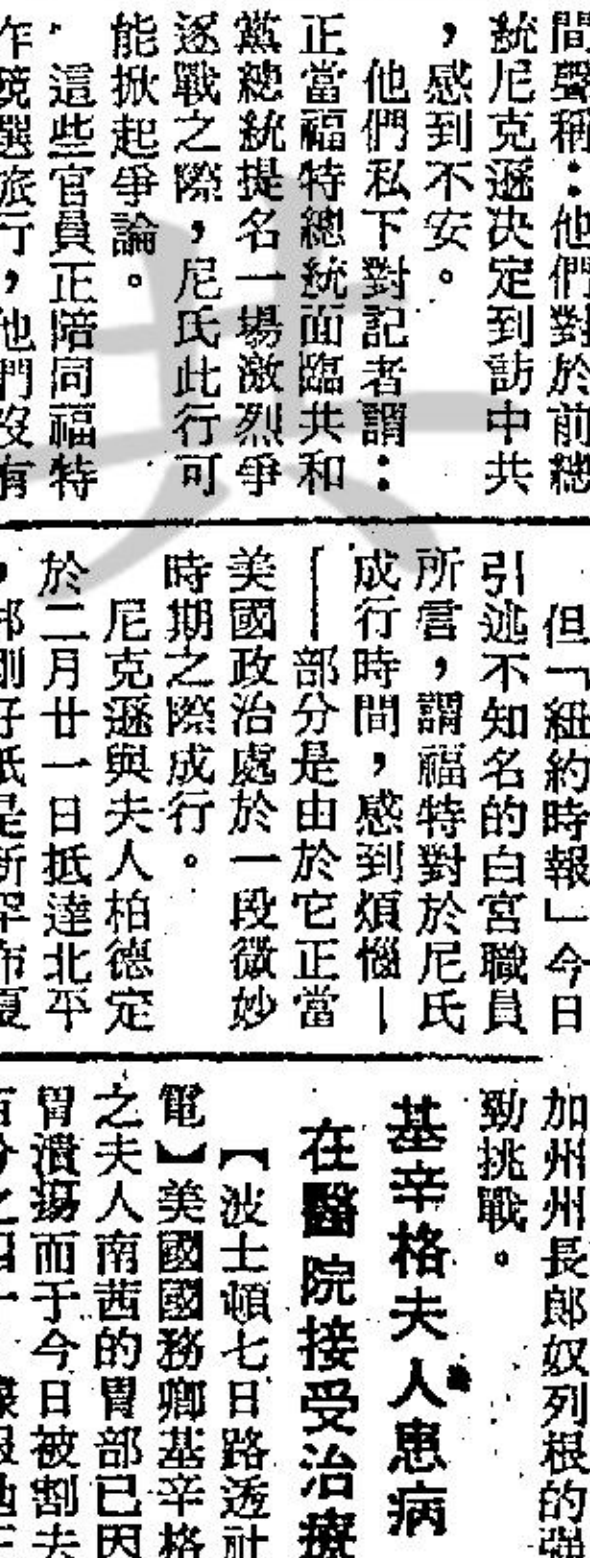 間聲稱：他們對於前總
統尼克遜决定到訪中共
，感到不安。
他們私下對記者謂：
正當福特總統面臨共和
黨總統提名一場激烈爭
逐戰之際，尼氏此行可
能掀起爭論。
這些官員正陪同福特
作競選旅行，他們沒有
但「紐約時報」今日
引述不知名的白宮職員
所言，謂福特對於尼氏
成行時間，感到煩惱—
—部分是由於它正當
美國政治處於一段微妙
時期之際成行。
尼克遜與夫人柏德定
於二月廿一日抵達北平
加州州長郞奴列根的强
勁挑戰。
基辛格夫人患病
在醫院接受治療
【波士頓七日路透社
電】美國國務卿基辛格
之夫人南茜的胃部已因
胃潰瘍而于今日被割去